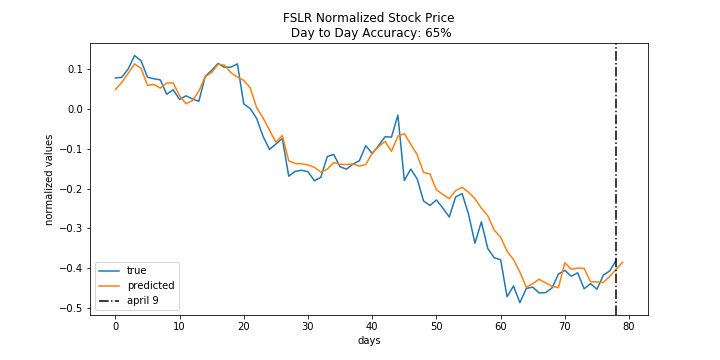 FSLR Normalized Stock Price
Day to Day Accuracy: 65%
normalized values
0.1
0.0
−0.1
−0.2
−0.3
−0.4
−0.5
true
predicted
april 9
0 10 20 30 40 50 60 70 80
days